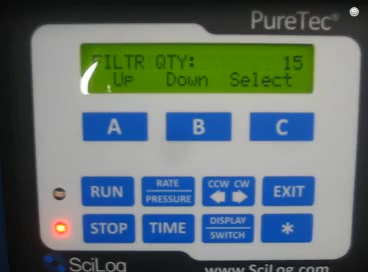 PureTec®
FILTR QTY: 15
Up Down Select
A B C
RUN RATE PRESSURE CCW CW EXIT
STOP TIME DISPLAY SWITCH *
SciLog www.SciLog.com